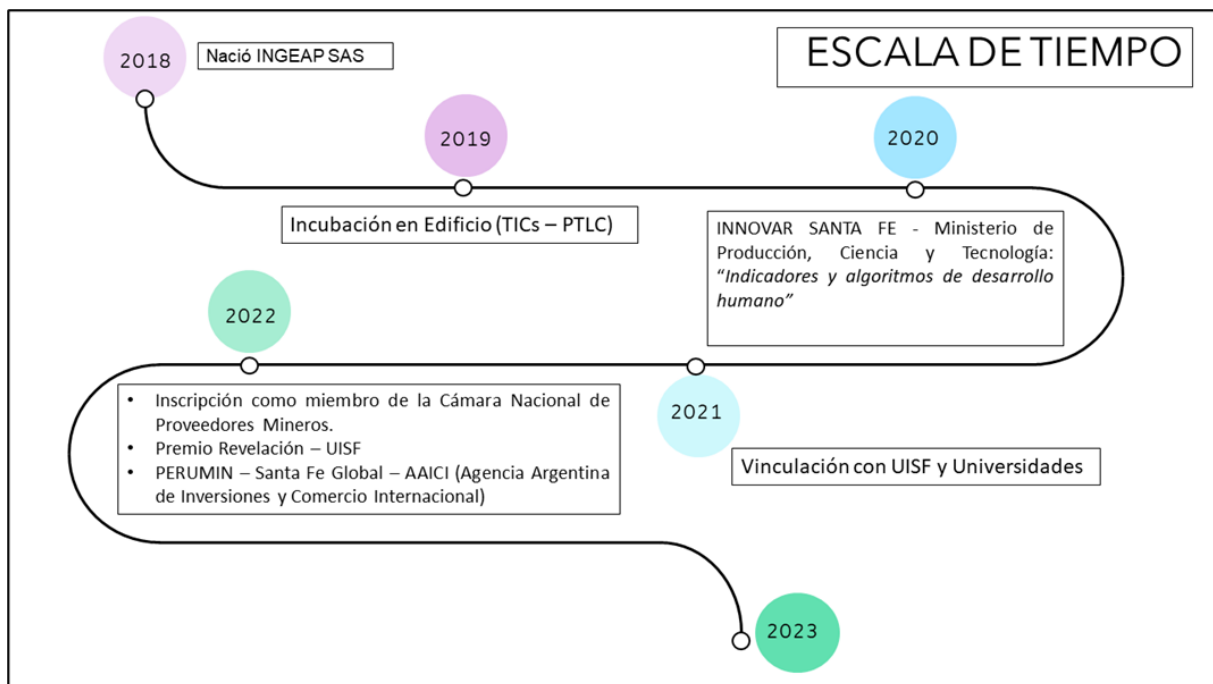 2018
Nació INGEAP SAS
ESCALA DE TIEMPO
2019
2020
Incubación en Edificio (TICs – PTLC)
INNOVAR SANTA FE - Ministerio de
Producción, Ciencia y Tecnología:
“Indicadores y algoritmos de desarrollo
humano”
2022
• Inscripción como miembro de la Cámara Nacional de
Proveedores Mineros.
• Premio Revelación – UISF
• PERUMIN – Santa Fe Global – AAICI (Agencia Argentina
de Inversiones y Comercio Internacional)
2021
Vinculación con UISF y Universidades
2023